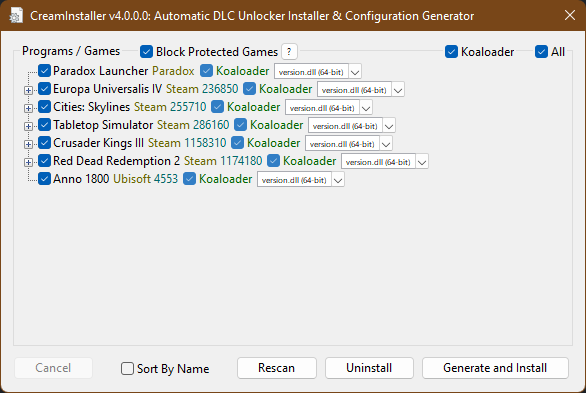 CreamInstaller v4.0.0.0: Automatic DLC Unlocker Installer & Configuration Generator
Programs / Games Block Protected Games ? Koaloader All
Paradox Launcher Paradox Koaloader version.dll (64-bit)
Europa Universalis IV Steam 236850 Koaloader version.dll (64-bit)
Cities: Skylines Steam 255710 Koaloader version.dll (64-bit)
Tabletop Simulator Steam 286160 Koaloader version.dll (64-bit)
Crusader Kings III Steam 1158310 Koaloader version.dll (64-bit)
Red Dead Redemption 2 Steam 1174180 Koaloader version.dll (64-bit)
Anno 1800 Ubisoft 4553 Koaloader version.dll (64-bit)
Cancel Sort By Name Rescan Uninstall Generate and Install